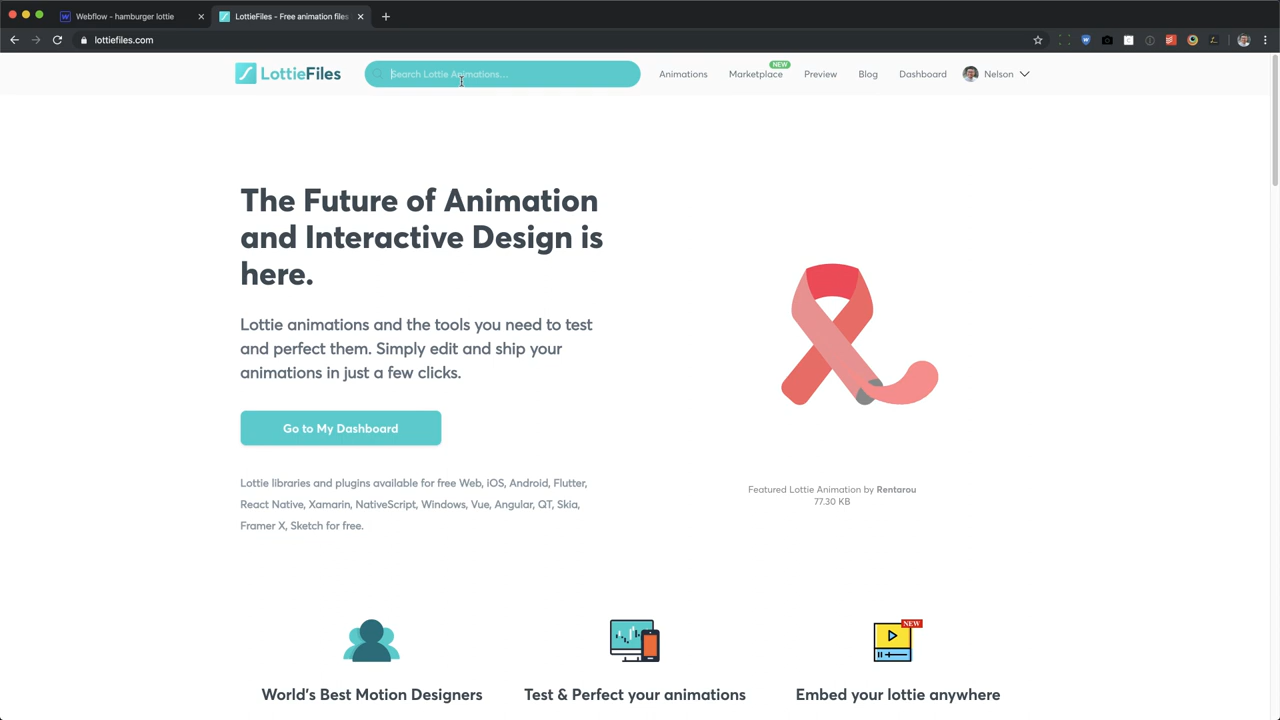 Webflow - hamburger lottie
LottieFiles - Free animation files
lottiefiles.com
LottieFiles
Search Lottie Animations...
Animations
Marketplace
NEW
Preview
Blog
Dashboard
Nelson
The Future of Animation
and Interactive Design is
here.
Lottie animations and the tools you need to test
and perfect them. Simply edit and ship your
animations in just a few clicks.
Go to My Dashboard
Lottie libraries and plugins available for free Web, iOS, Android, Flutter,
React Native, Xamarin, NativeScript, Windows, Vue, Angular, QT, Skia,
Framer X, Sketch for free.
Featured Lottie Animation by Rentarou
77.30 KB
NEW
World's Best Motion Designers
Test & Perfect your animations
Embed your lottie anywhere